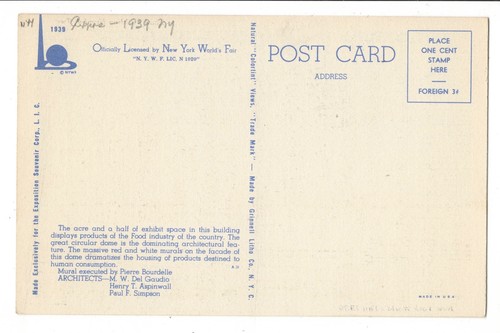 1939
Expos - 1939 NY
© NYWF
Officially Licensed by New York World's Fair
"N. Y. W. F. LIC. N 1939"
Made Exclusively for the Exposition Souvenir Corp., L. I. C.
The acre and a half of exhibit space in this building
displays products of the Food industry of the country. The
great circular dome is the dominating architectural fea-
ture. The massive red and white murals on the facade of
this dome dramatizes the housing of products destined to
human consumption.
Mural executed by Pierre Bourdelle
ARCHITECTS—M. W. Del Gaudio
Henry T. Aspinwall
Paul F. Simpson
Natural "Colortint" Views, "Trade Mark" — Made by Grinnell Litho Co. N. Y. C.
POST CARD
ADDRESS
PLACE
ONE CENT
STAMP
HERE
FOREIGN 3¢
MADE IN U.S.A.